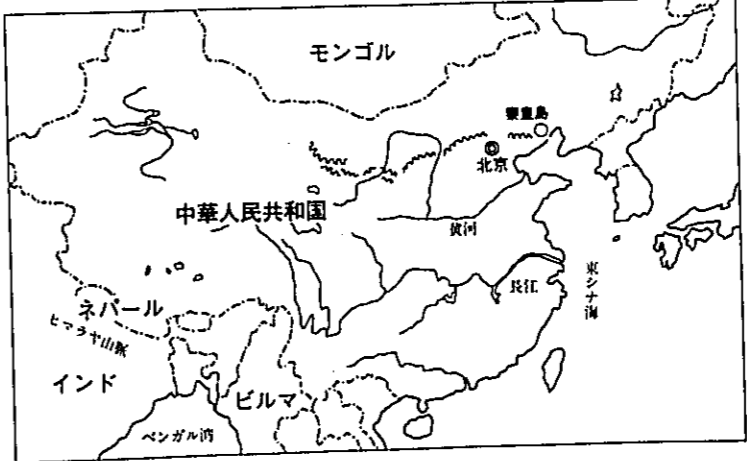 モンゴル
秦皇島
北京
中華人民共和国
黄河
長江
東シナ海
ネパール
ヒマラヤ山脈
インド
ビルマ
ベンガル湾